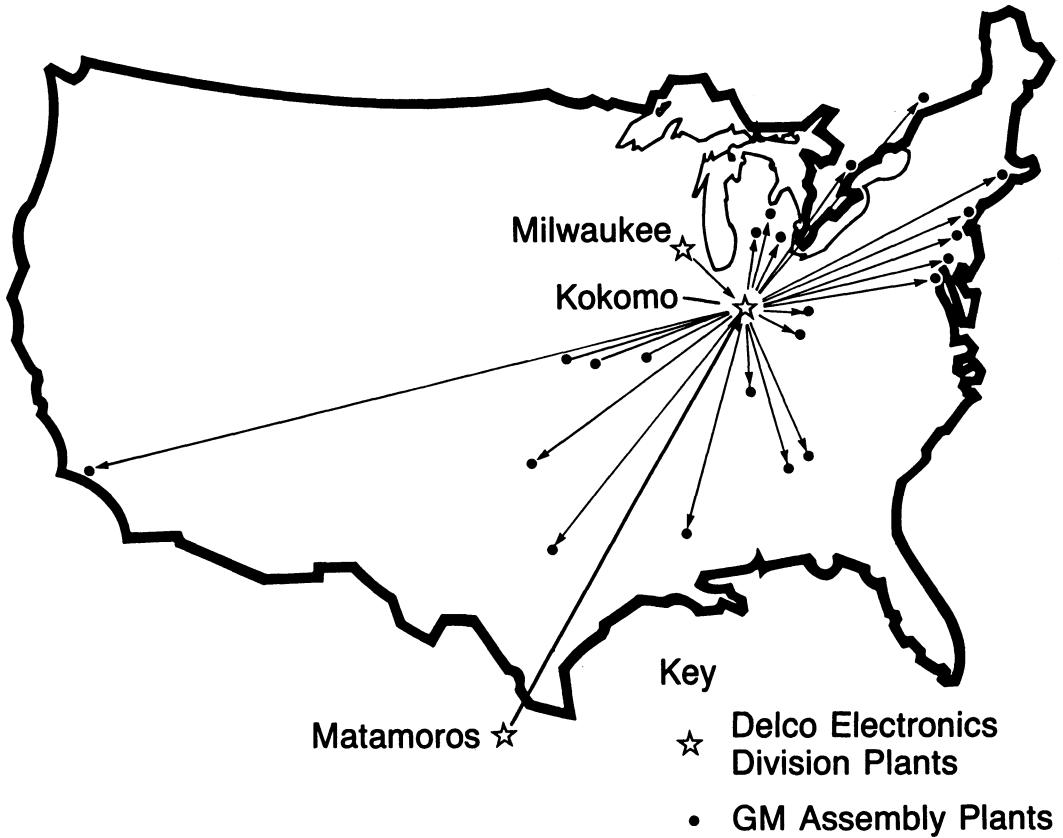 Milwaukee
Kokomo
Matamoros
Key
Delco Electronics
Division Plants
GM Assembly Plants